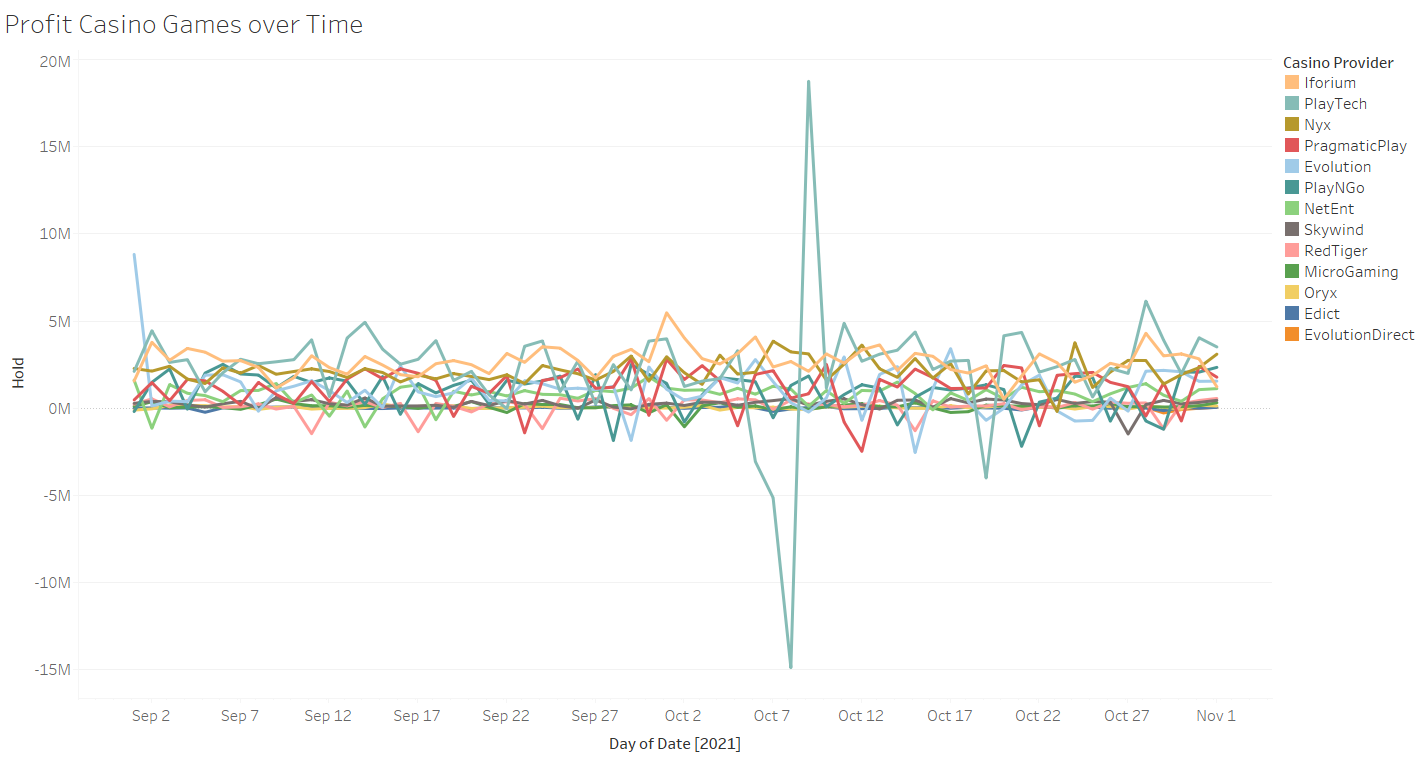 Profit Casino Games over Time
20M
15M
10M
5M
0M
-5M
-10M
-15M
Hold
Sep 2
Sep 7
Sep 12
Sep 17
Sep 22
Sep 27
Oct 2
Oct 7
Oct 12
Oct 17
Oct 22
Oct 27
Nov 1
Day of Date [2021]
Casino Provider
Iforium
PlayTech
Nyx
PragmaticPlay
Evolution
PlayNGo
NetEnt
Skywind
RedTiger
MicroGaming
Oryx
Edict
EvolutionDirect